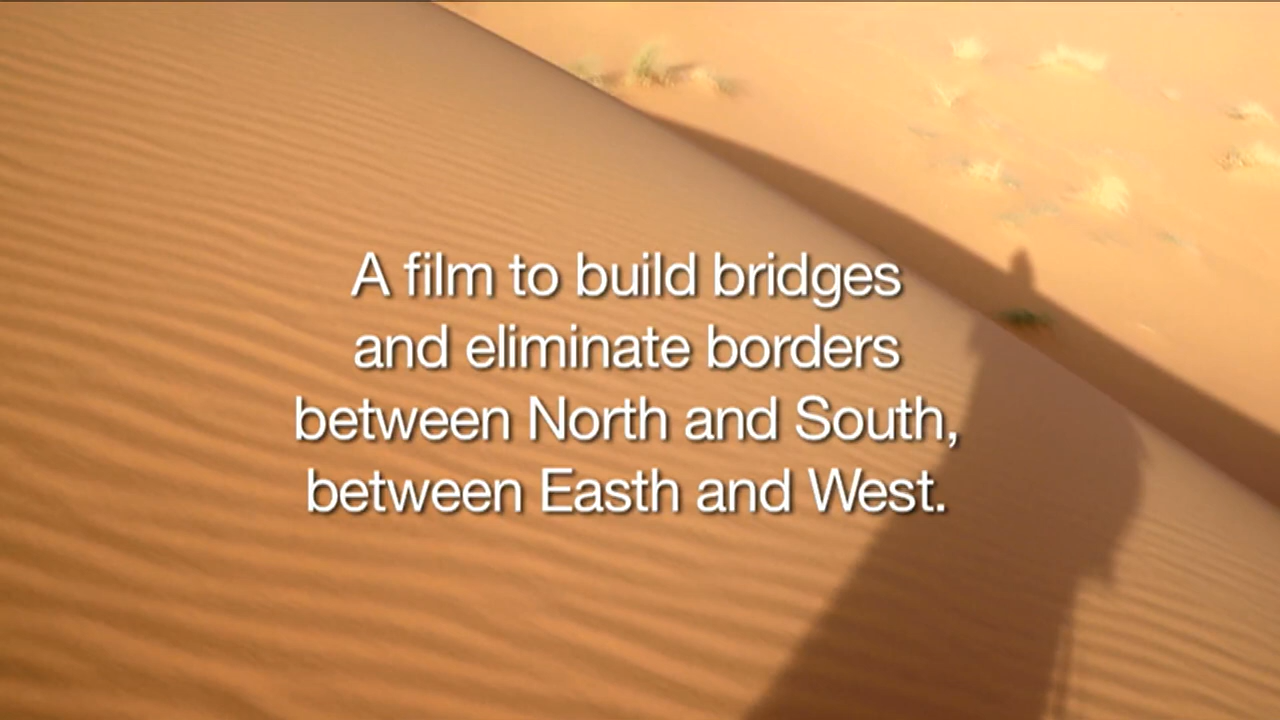 A film to build bridges
and eliminate borders
between North and South,
between Easth and West.